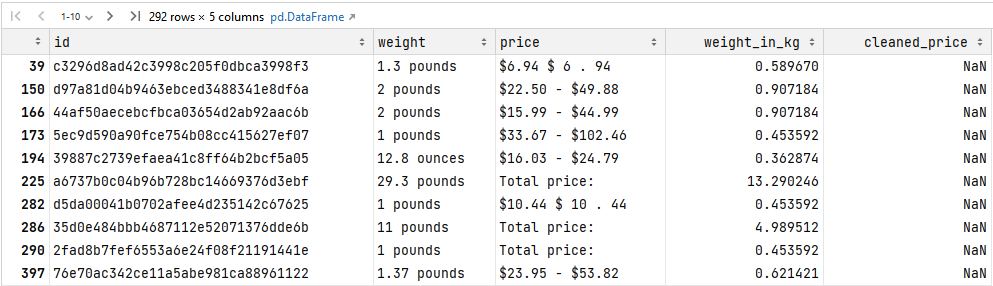 1-10 292 rows × 5 columns pd.DataFrame
id weight price weight_in_kg cleaned_price
39 c3296d8ad42c3998c205f0dbca3998f3 1.3 pounds $6.94 $ 6 . 94 0.589670 NaN
150 d97a81d04b9463ebced3488341e8df6a 2 pounds $22.50 - $49.88 0.907184 NaN
166 44af50aecebcfbca03654d2ab92aac6b 2 pounds $15.99 - $44.99 0.907184 NaN
173 5ec9d590a90fce754b08cc415627ef07 1 pounds $33.67 - $102.46 0.453592 NaN
194 39887c2739efaea41c8ff64b2bcf5a05 12.8 ounces $16.03 - $24.79 0.362874 NaN
225 a6737b0c04b96b728bc14669376d3ebf 29.3 pounds Total price: 13.290246 NaN
282 d5da00041b0702afee4d235142c67625 1 pounds $10.44 $ 10 . 44 0.453592 NaN
286 35d0e484bbb4687112e52071376dde6b 11 pounds Total price: 4.989512 NaN
290 2fad8b7fef6553a6e24f08f21191441e 1 pounds Total price: 0.453592 NaN
397 76e70ac342ce11a5abe981ca88961122 1.37 pounds $23.95 - $53.82 0.621421 NaN